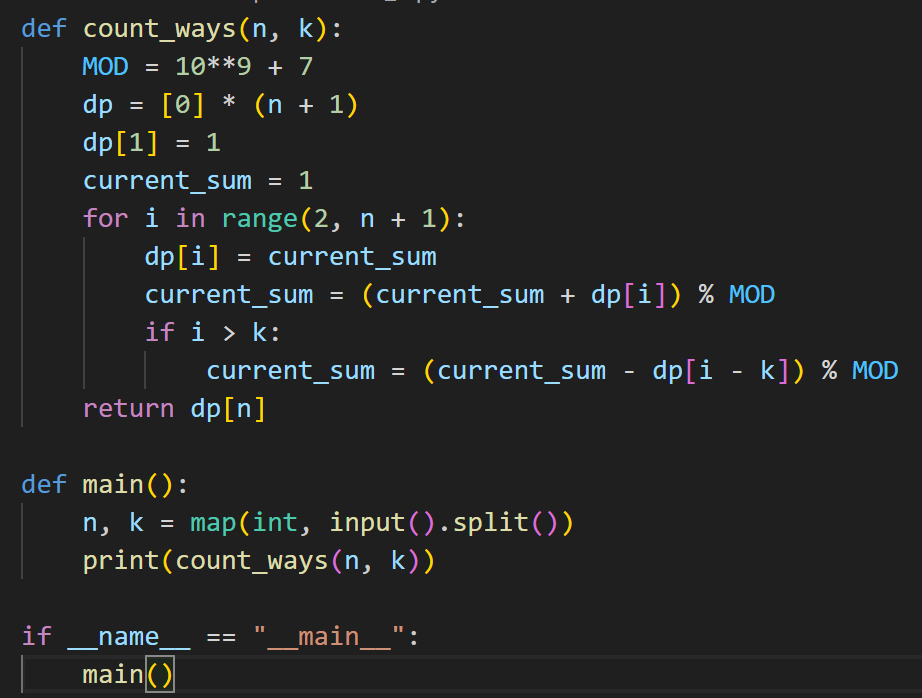 def count_ways(n, k):
    MOD = 10**9 + 7
    dp = [0] * (n + 1)
    dp[1] = 1
    current_sum = 1
    for i in range(2, n + 1):
        dp[i] = current_sum
        current_sum = (current_sum + dp[i]) % MOD
        if i > k:
            current_sum = (current_sum - dp[i - k]) % MOD
    return dp[n]

def main():
    n, k = map(int, input().split())
    print(count_ways(n, k))

if __name__ == "__main__":
    main()